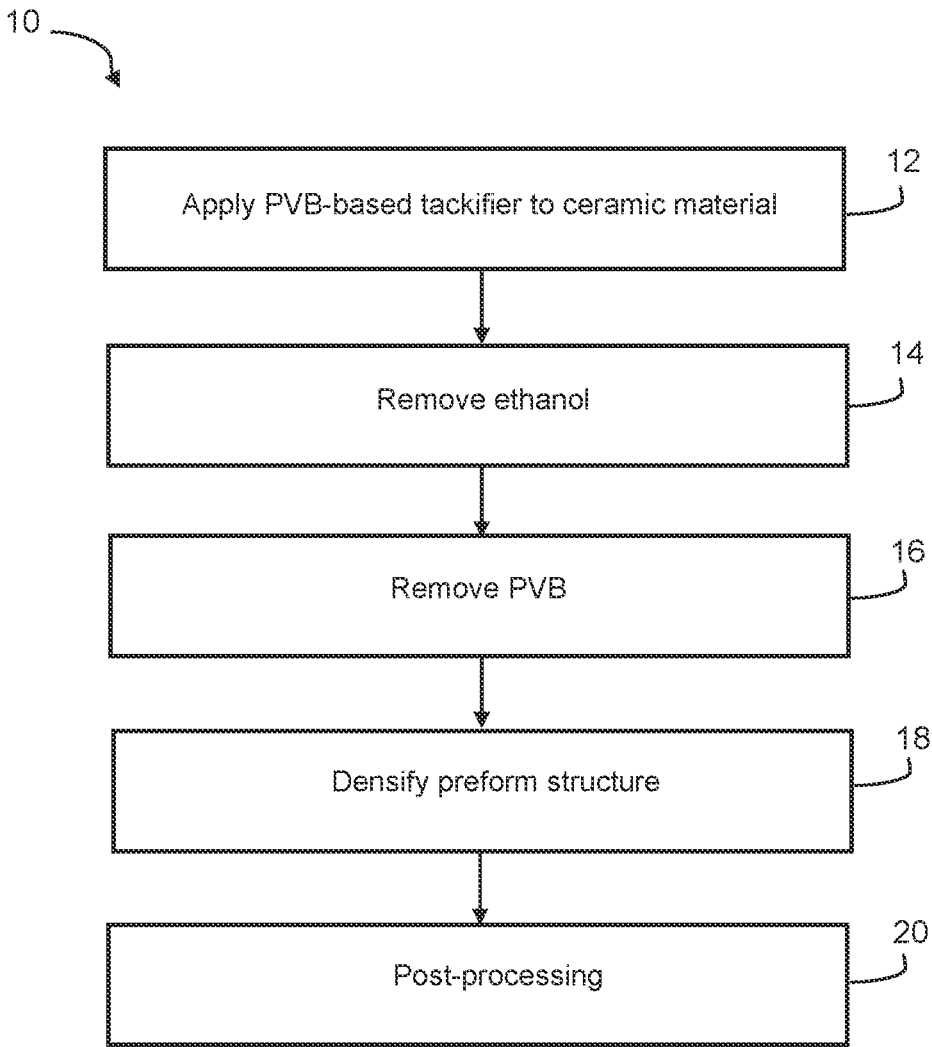 10
12
Apply PVB-based tackifier to ceramic material
14
Remove ethanol
16
Remove PVB
18
Densify preform structure
20
Post-processing